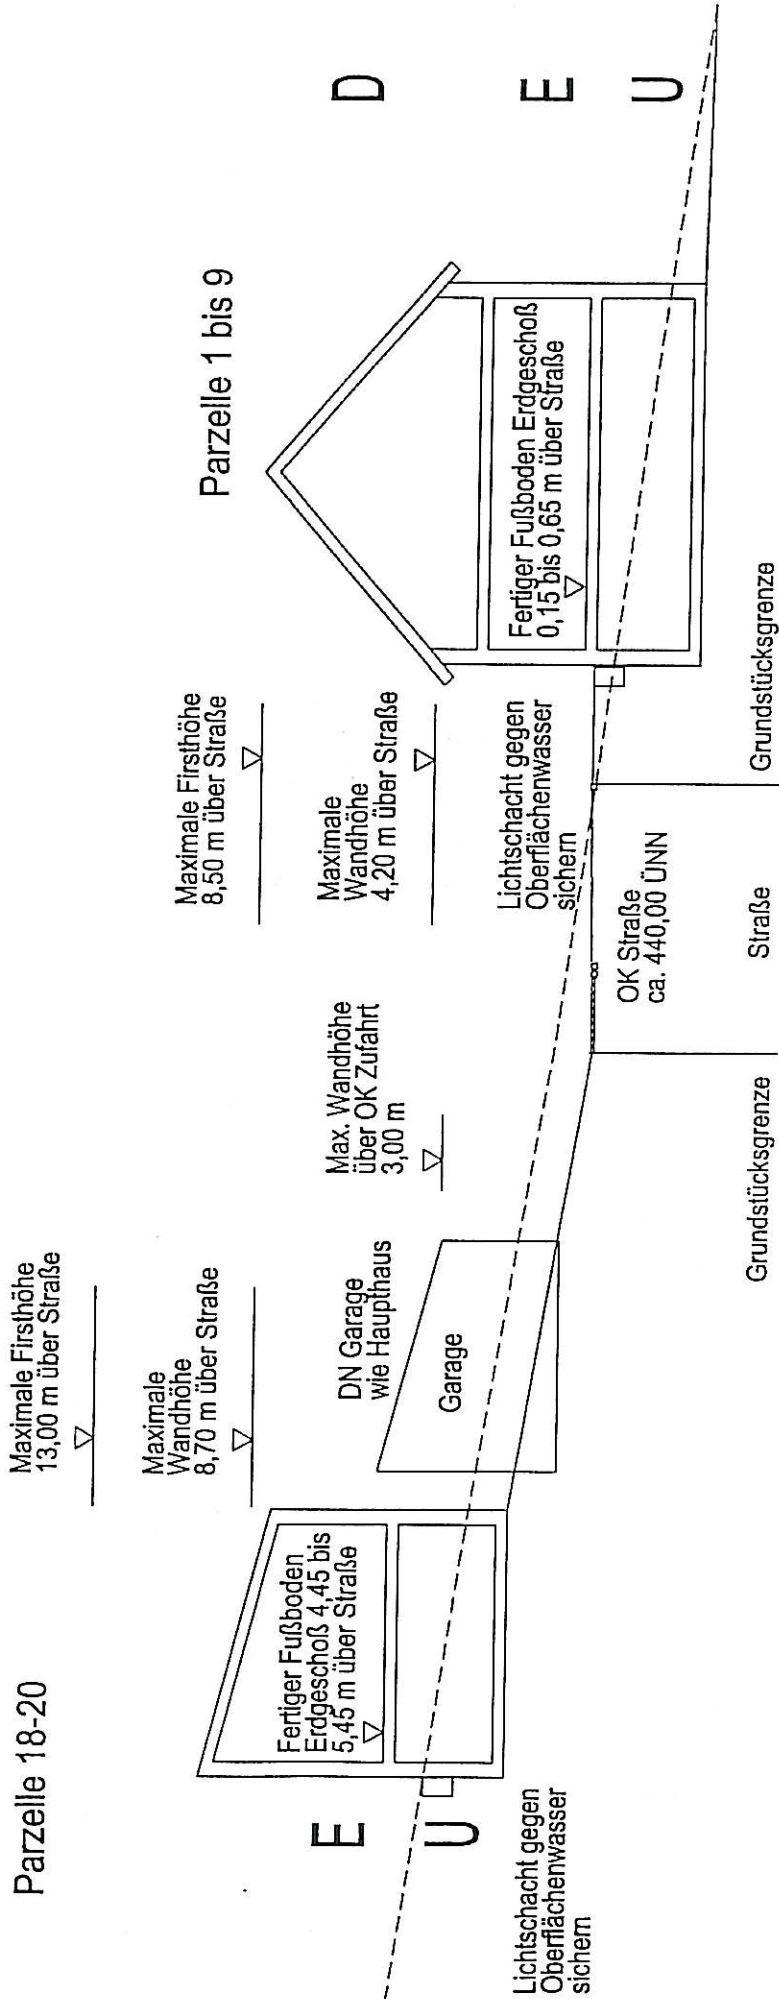 Parzelle 18-20
Maximale Firsthöhe
13,00 m über Straße
Maximale
Wandhöhe
8,70 m über Straße
Fertiger Fußboden
Erdgeschoß 4,45 bis
5,45 m über Straße
E
U
Lichtschacht gegen
Oberflächenwasser
sichern
DN Garage
wie Haupthaus
Garage
Max. Wandhöhe
über OK Zufahrt
3,00 m
Grundstücksgrenze
Straße
Grundstücksgrenze
OK Straße
ca. 440,00 ÜNN
Maximale Firsthöhe
8,50 m über Straße
Maximale
Wandhöhe
4,20 m über Straße
Lichtschacht gegen
Oberflächenwasser
sichern
Parzelle 1 bis 9
Fertiger Fußboden Erdgeschoß
0,15 bis 0,65 m über Straße
D
E
U